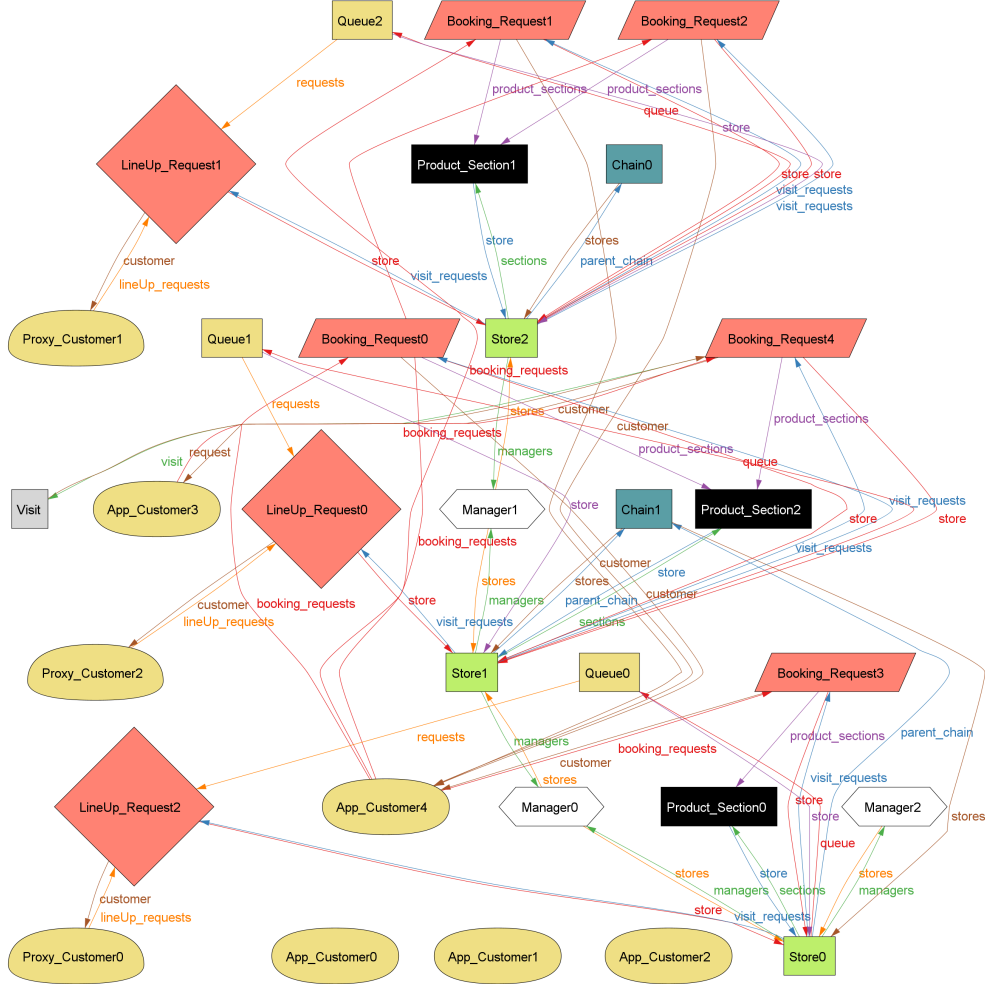 Queue2
Booking_Request1
Booking_Request2
requests
product_sections
product_sections
queue
store
LineUp_Request1
Product_Section1
Chain0
store
store
visit_requests
visit_requests
store
stores
customer
store
sections
parent_chain
visit_requests
lineUp_requests
Proxy_Customer1
Queue1
Booking_Request0
Store2
Booking_Request4
booking_requests
requests
stores
customer
product_sections
customer
booking_requests
managers
product_sections
queue
visit
request
Visit
App_Customer3
LineUp_Request0
Manager1
store
Chain1
Product_Section2
visit_requests
store
store
booking_requests
visit_requests
customer
stores
stores
store
customer
customer
booking_requests
store
managers
parent_chain
lineUp_requests
visit_requests
sections
Proxy_Customer2
Store1
Queue0
Booking_Request3
requests
managers
product_sections
parent_chain
booking_requests
customer
stores
visit_requests
LineUp_Request2
App_Customer4
Manager0
Product_Section0
Manager2
store
store
stores
queue
stores
store
stores
customer
managers
sections
managers
lineUp_requests
store
visit_requests
Proxy_Customer0
App_Customer0
App_Customer1
App_Customer2
Store0